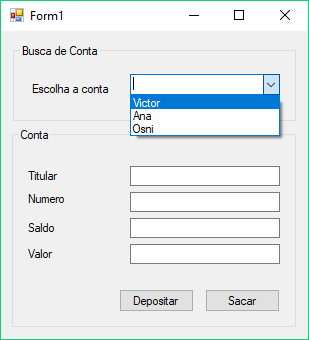 Form1
Busca de Conta
Escolha a conta
Victor
Ana
Osni
Conta
Titular
Numero
Saldo
Valor
Depositar Sacar